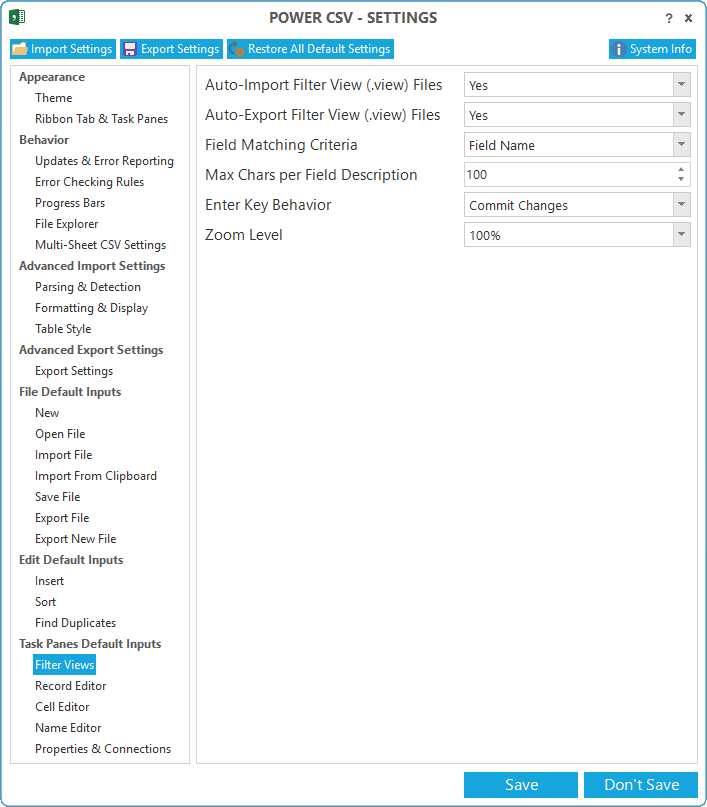 POWER CSV - SETTINGS
? x
Import Settings Export Settings Restore All Default Settings System Info
Appearance
Theme
Ribbon Tab & Task Panes
Behavior
Updates & Error Reporting
Error Checking Rules
Progress Bars
File Explorer
Multi-Sheet CSV Settings
Advanced Import Settings
Parsing & Detection
Formatting & Display
Table Style
Advanced Export Settings
Export Settings
File Default Inputs
New
Open File
Import File
Import From Clipboard
Save File
Export File
Export New File
Edit Default Inputs
Insert
Sort
Find Duplicates
Task Panes Default Inputs
Filter Views
Record Editor
Cell Editor
Name Editor
Properties & Connections
Auto-Import Filter View (.view) Files Yes
Auto-Export Filter View (.view) Files Yes
Field Matching Criteria Field Name
Max Chars per Field Description 100
Enter Key Behavior Commit Changes
Zoom Level 100%
Save Don't Save